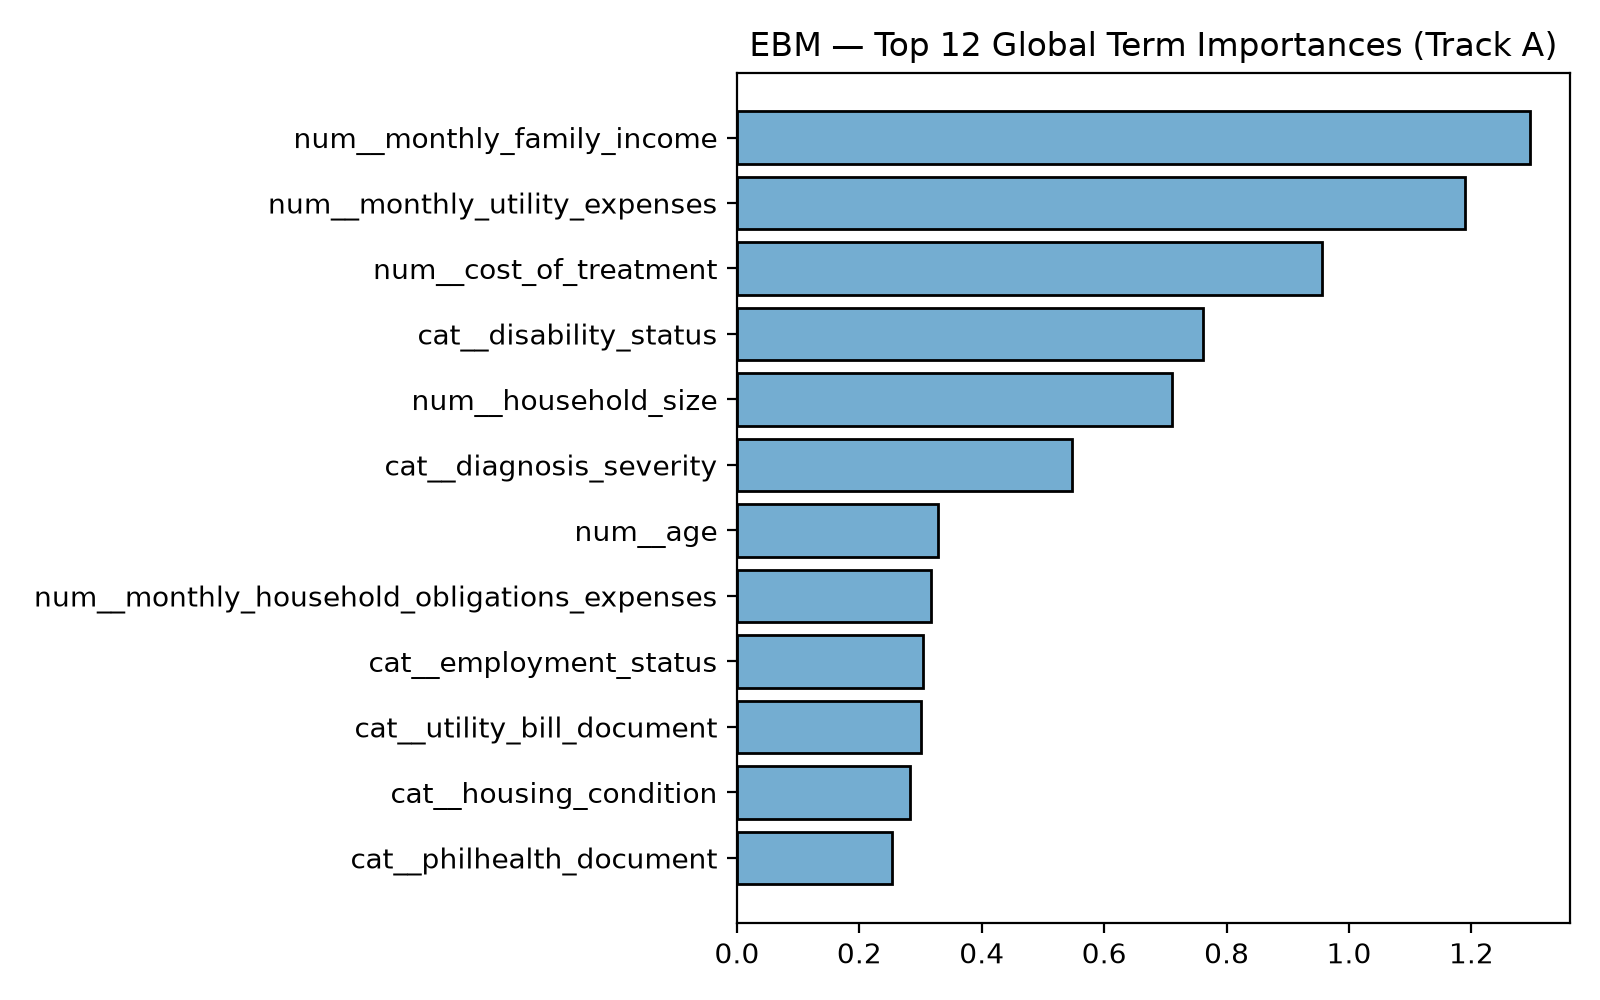 EBM — Top 12 Global Term Importances (Track A)
num__monthly_family_income
num__monthly_utility_expenses
num__cost_of_treatment
cat__disability_status
num__household_size
cat__diagnosis_severity
num__age
num__monthly_household_obligations_expenses
cat__employment_status
cat__utility_bill_document
cat__housing_condition
cat__philhealth_document
0.0 0.2 0.4 0.6 0.8 1.0 1.2